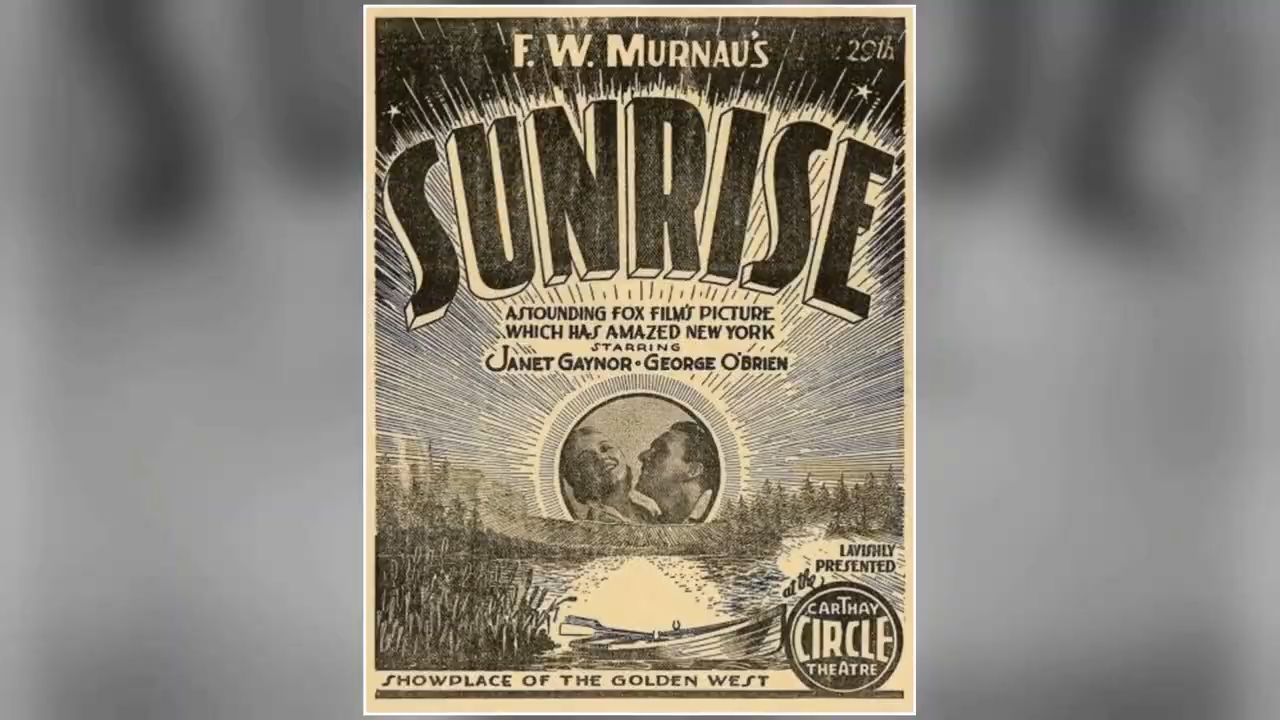 F. W. MURNAU'S
29th
SUNRISE
ASTOUNDING FOX FILMS PICTURE
WHICH HAS AMAZED NEW YORK
STARRING
JANET GAYNOR • GEORGE O'BRIEN
LAVISHLY
PRESENTED
at the
CARTHAY
CIRCLE
THEATRE
SHOWPLACE OF THE GOLDEN WEST